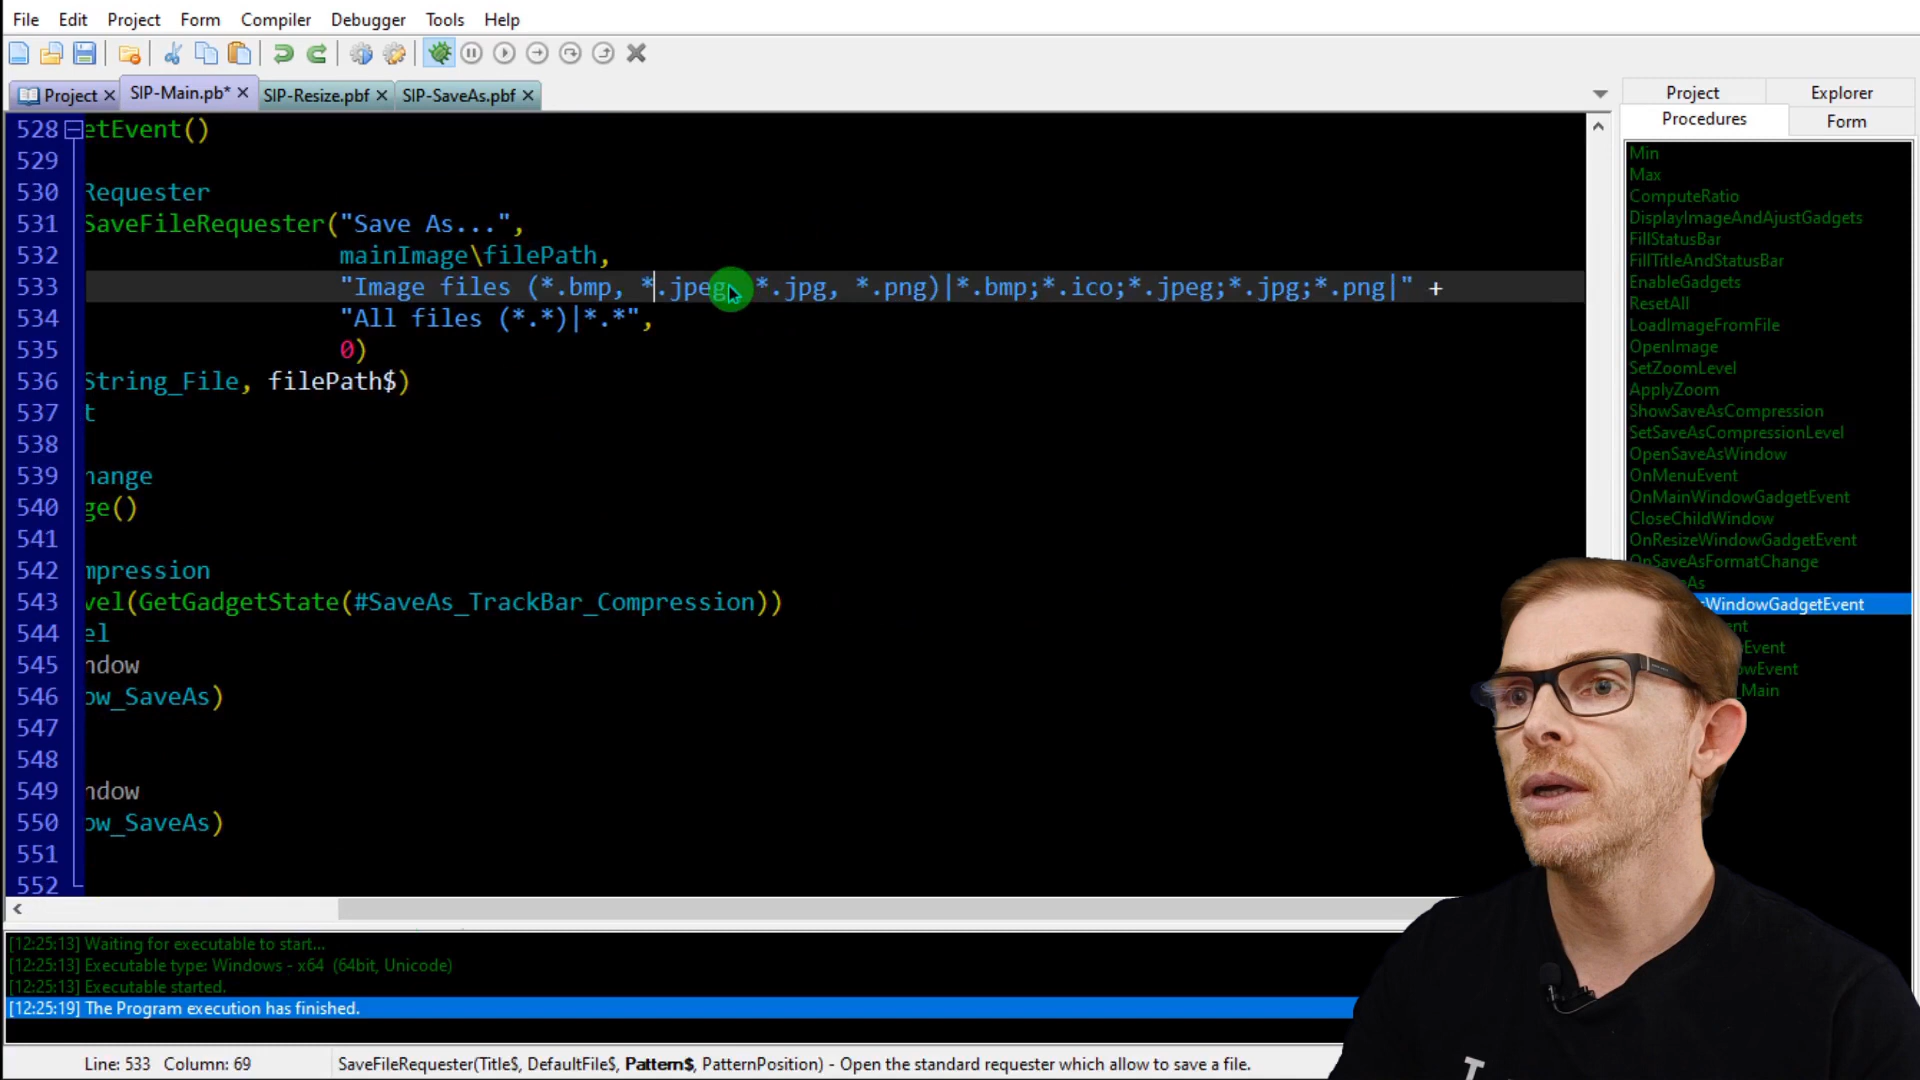 File Edit Project Form Compiler Debugger Tools Help
Project SIP-Main.pb* SIP-Resize.pbf SIP-SaveAs.pbf
Project Explorer
Procedures Form
528 etEvent()
529
530 Requester
531 SaveFileRequester("Save As...",
532 mainImage\filePath,
533 "Image files (*.bmp, *.jpeg, *.jpg, *.png)|*.bmp;*.ico;*.jpeg;*.jpg;*.png|" +
534 "All files (*.*)|*.*",
535 0)
536 String_File, filePath$)
537 t
538
539 hange
540 ge()
541
542 mpression
543 vel(GetGadgetState(#SaveAs_TrackBar_Compression))
544 el
545 ndow
546 ow_SaveAs)
547
548
549 ndow
550 ow_SaveAs)
551
552
Min
Max
ComputeRatio
DisplayImageAndAjustGadgets
FillStatusBar
FillTitleAndStatusBar
EnableGadgets
ResetAll
LoadImageFromFile
OpenImage
SetZoomLevel
ApplyZoom
ShowSaveAsCompression
SetSaveAsCompressionLevel
OpenSaveAsWindow
OnMenuEvent
OnMainWindowGadgetEvent
CloseChildWindow
OnResizeWindowGadgetEvent
OnSaveAsFormatChange
As
WindowGadgetEvent
nt
uEvent
owEvent
_Main
[12:25:13] Waiting for executable to start...
[12:25:13] Executable type: Windows - x64 (64bit, Unicode)
[12:25:13] Executable started.
[12:25:19] The Program execution has finished.
Line: 533 Column: 69 SaveFileRequester(Title$, DefaultFile$, Pattern$, PatternPosition) - Open the standard requester which allow to save a file.